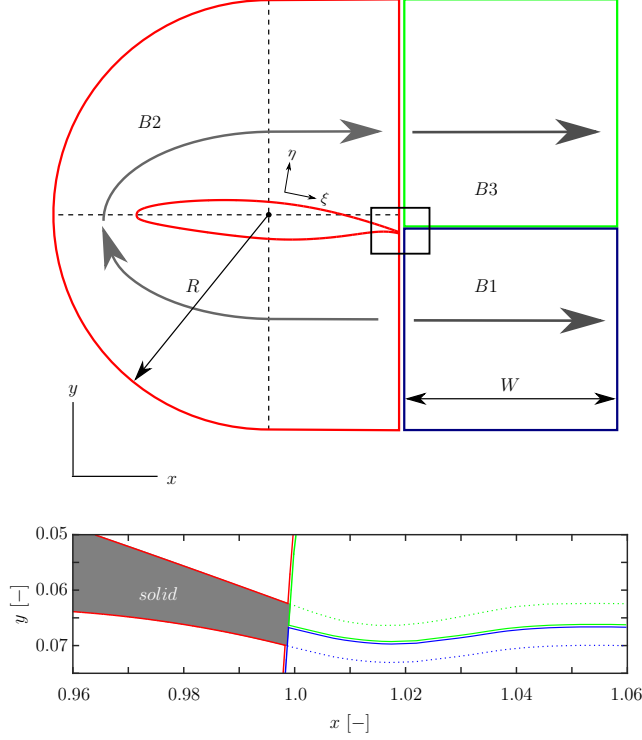 B2
η
ξ
B3
R
B1
W
y
x
0.05
0.06
0.07
y [−]
solid
0.96
0.98
1.0
1.02
1.04
1.06
x [−]